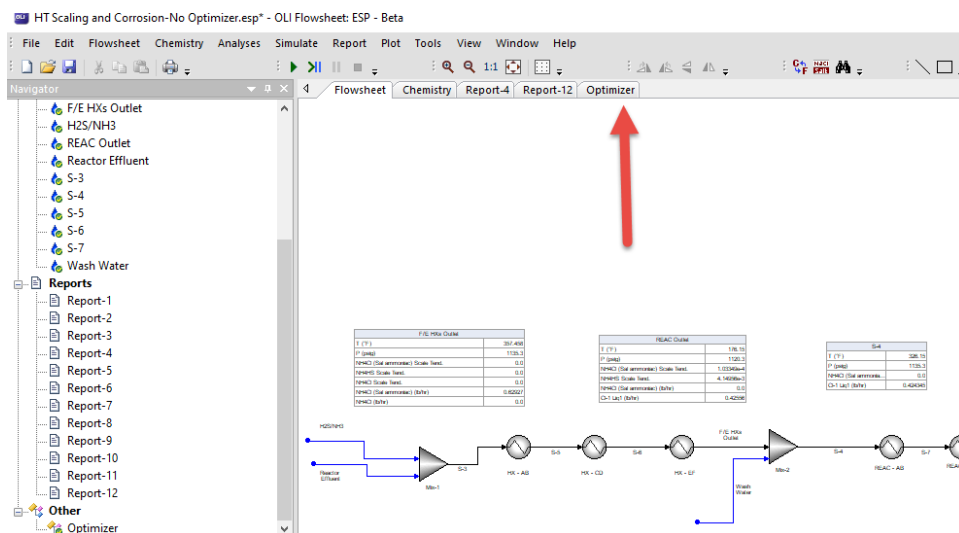 OLI HT Scaling and Corrosion-No Optimizer.esp* - OLI Flowsheet: ESP - Beta
File Edit Flowsheet Chemistry Analyses Simulate Report Plot Tools View Window Help
1:1
Navigator
Flowsheet Chemistry Report-4 Report-12 Optimizer
F/E HXs Outlet
H2S/NH3
REAC Outlet
Reactor Effluent
S-3
S-4
S-5
S-6
S-7
Wash Water
Reports
Report-1
Report-2
Report-3
Report-4
Report-5
Report-6
Report-7
Report-8
Report-9
Report-10
Report-11
Report-12
Other
Optimizer
F/E HXs Outlet
T (°F) 357.458
P (psig) 1135.3
NH4Cl (Sal ammoniac) Scale Tend. 0.0
NH4HS Scale Tend. 0.0
NH4Cl Scale Tend. 0.0
NH4Cl (Sal ammoniac) (lb/hr) 0.62927
NH4Cl (lb/hr) 0.0
REAC Outlet
T (°F) 176.15
P (psig) 1120.3
NH4Cl (Sal ammoniac) Scale Tend. 1.03349e-4
NH4HS Scale Tend. 4.14698e-3
NH4Cl (Sal ammoniac) (lb/hr) 0.0
Cl-1 Liq1 (lb/hr) 0.42556
S-4
T (°F) 326.15
P (psig) 1135.3
NH4Cl (Sal ammonia... 0.0
Cl-1 Liq1 (lb/hr) 0.424345
H2S/NH3
Reactor
Effluent
Mix-1
S-3
HX - AB
S-5
HX - CD
S-6
HX - EF
F/E HXs
Outlet
Wash
Water
Mix-2
S-4
REAC - AB
S-7